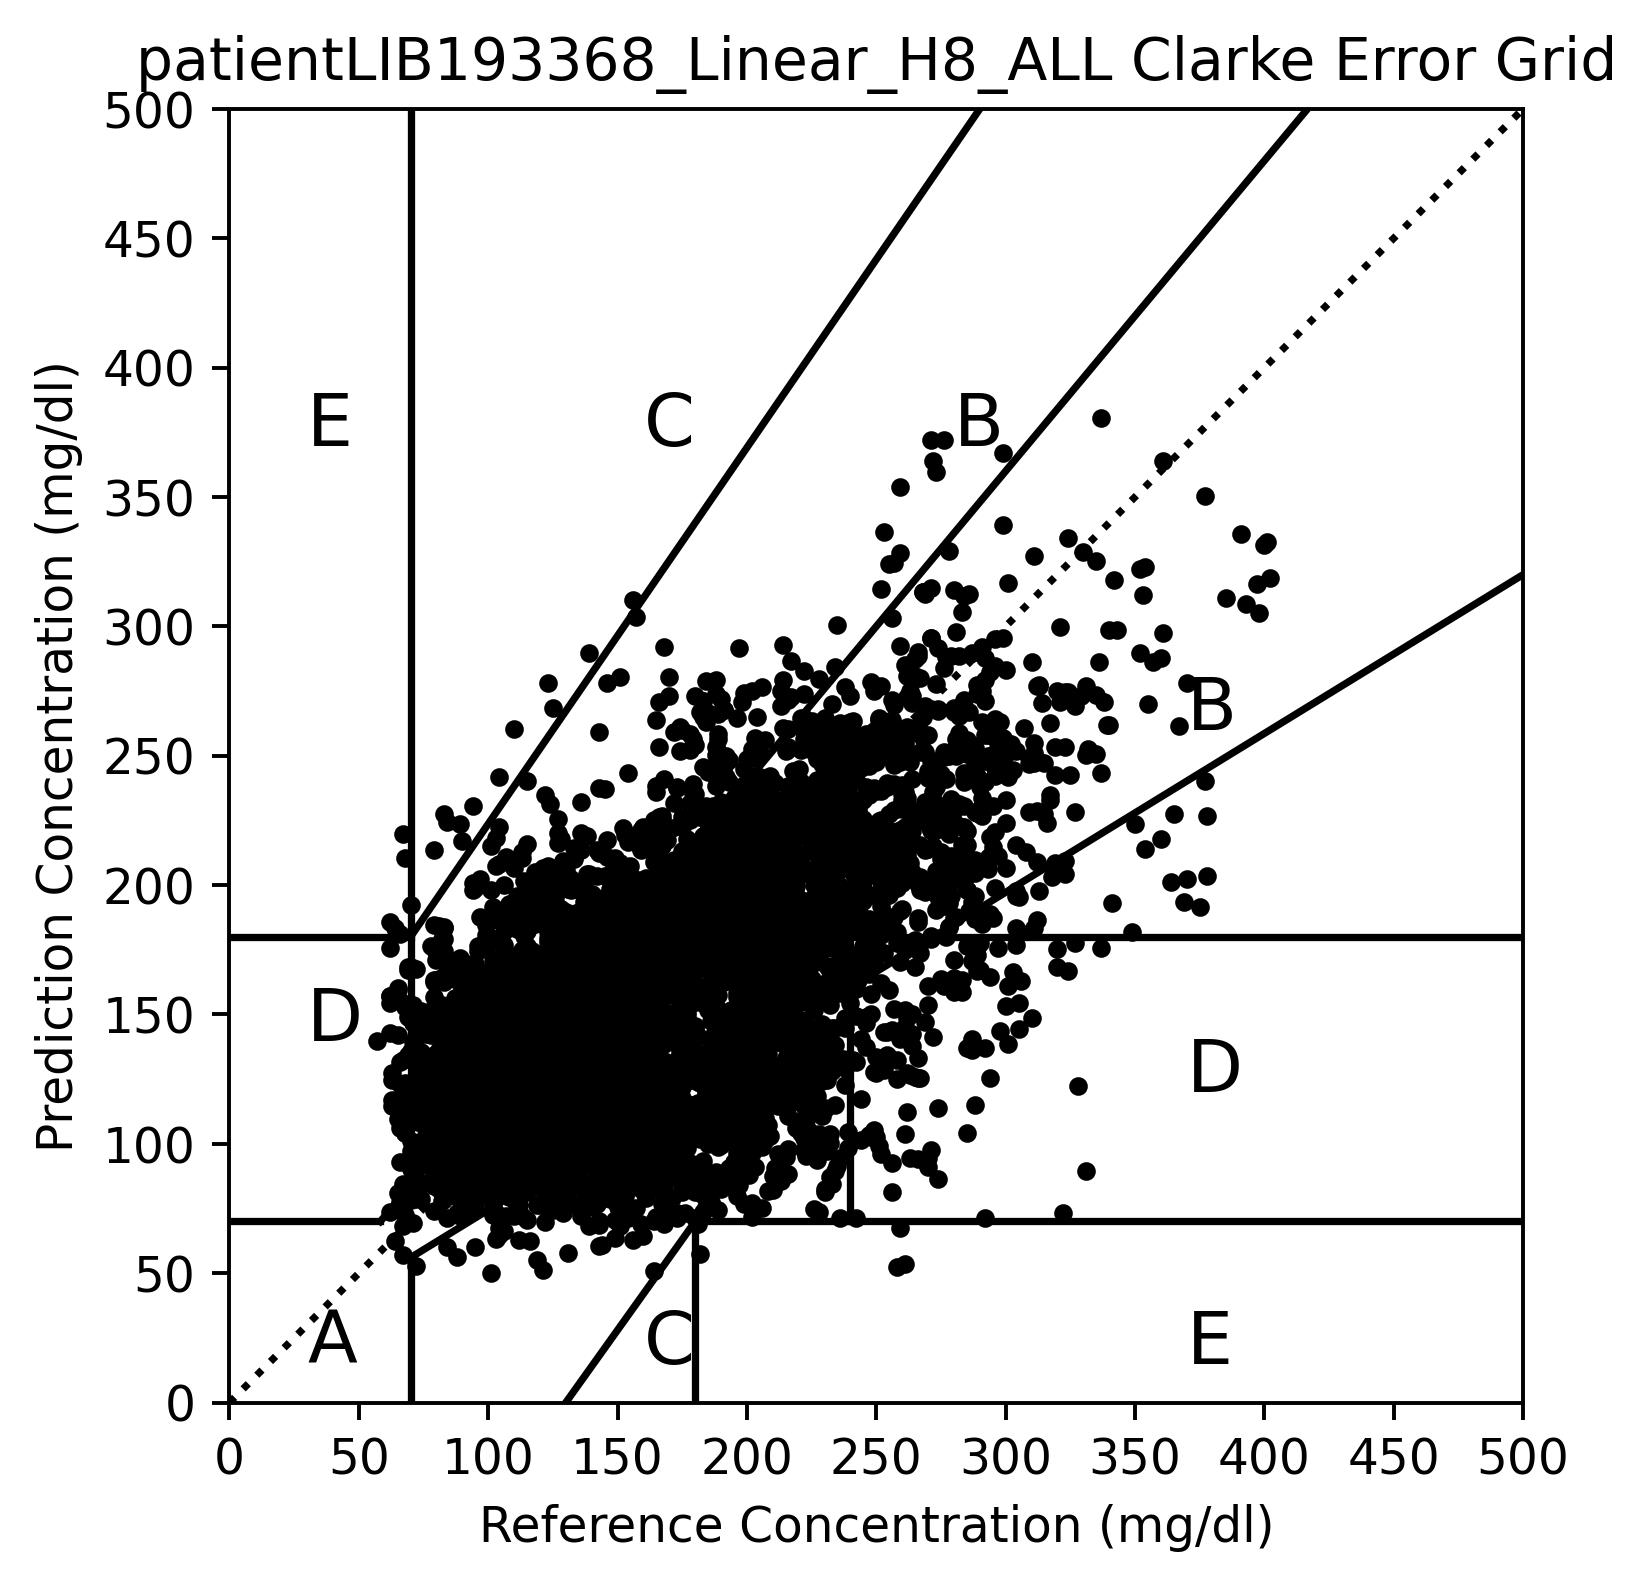 patientLIB193368_Linear_H8_ALL Clarke Error Grid
500
450
400
350
300
250
200
150
100
50
0
Prediction Concentration (mg/dl)
E
C
B
B
D
D
A
C
E
0 50 100 150 200 250 300 350 400 450 500
Reference Concentration (mg/dl)